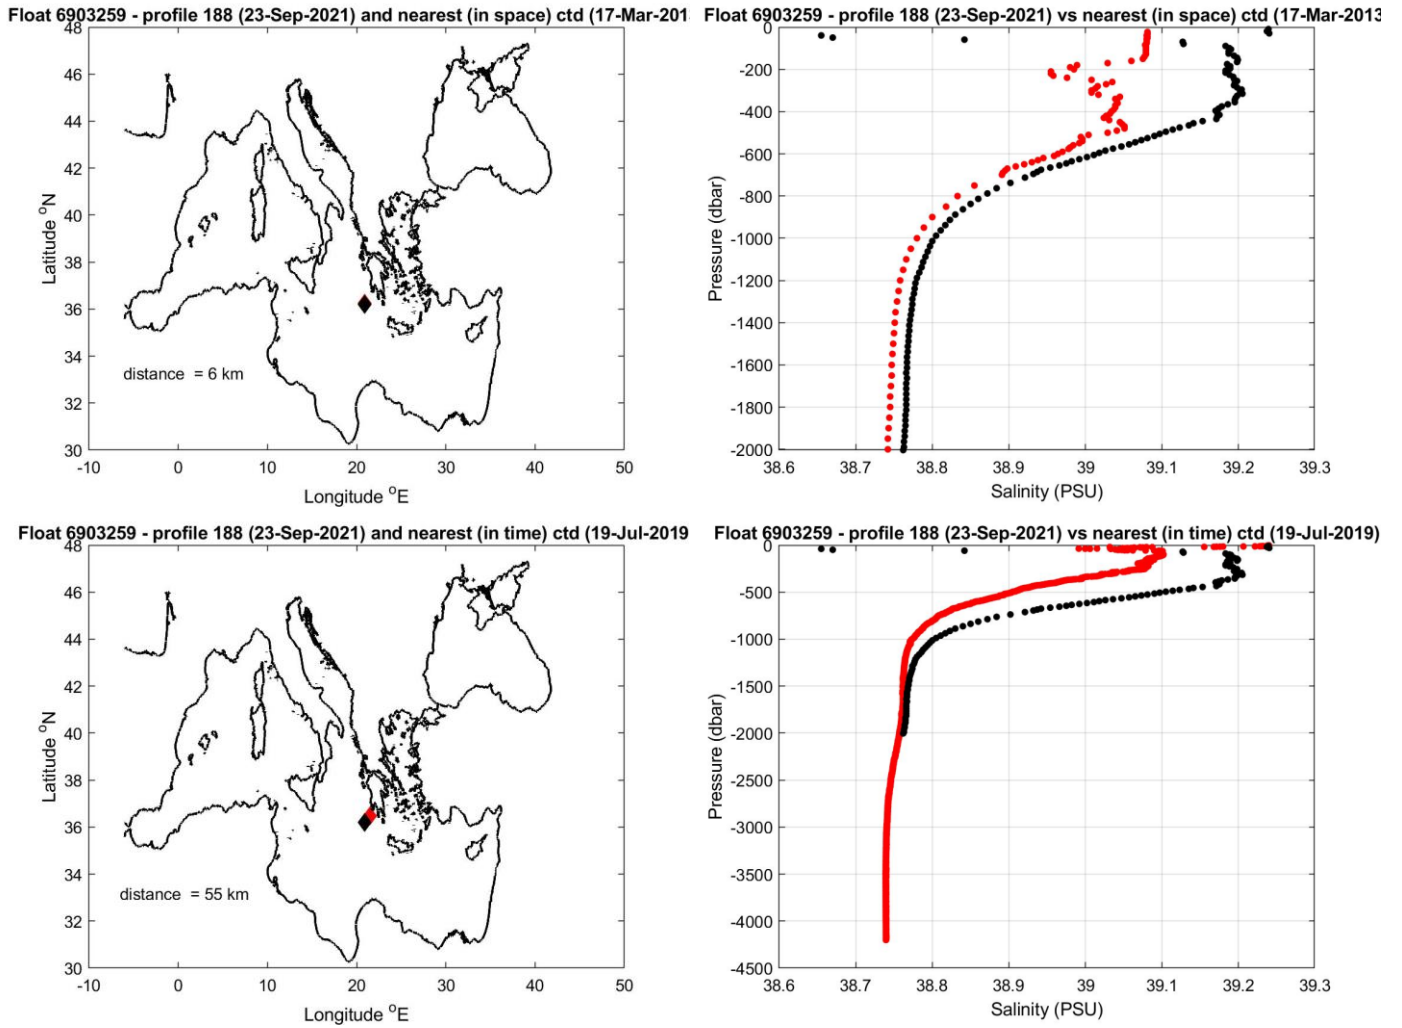 Float 6903259 - profile 188 (23-Sep-2021) and nearest (in space) ctd (17-Mar-201
48
46
44
42
40
38
36
34
32
30
Latitude °N
distance = 6 km
-10 0 10 20 30 40 50
Longitude °E
Float 6903259 - profile 188 (23-Sep-2021) vs nearest (in space) ctd (17-Mar-2013
0
-200
-400
-600
-800
-1000
-1200
-1400
-1600
-1800
-2000
Pressure (dbar)
38.6 38.7 38.8 38.9 39 39.1 39.2 39.3
Salinity (PSU)
Float 6903259 - profile 188 (23-Sep-2021) and nearest (in time) ctd (19-Jul-2019
48
46
44
42
40
38
36
34
32
30
Latitude °N
distance = 55 km
-10 0 10 20 30 40 50
Longitude °E
Float 6903259 - profile 188 (23-Sep-2021) vs nearest (in time) ctd (19-Jul-2019)
0
-500
-1000
-1500
-2000
-2500
-3000
-3500
-4000
-4500
Pressure (dbar)
38.6 38.7 38.8 38.9 39 39.1 39.2 39.3
Salinity (PSU)